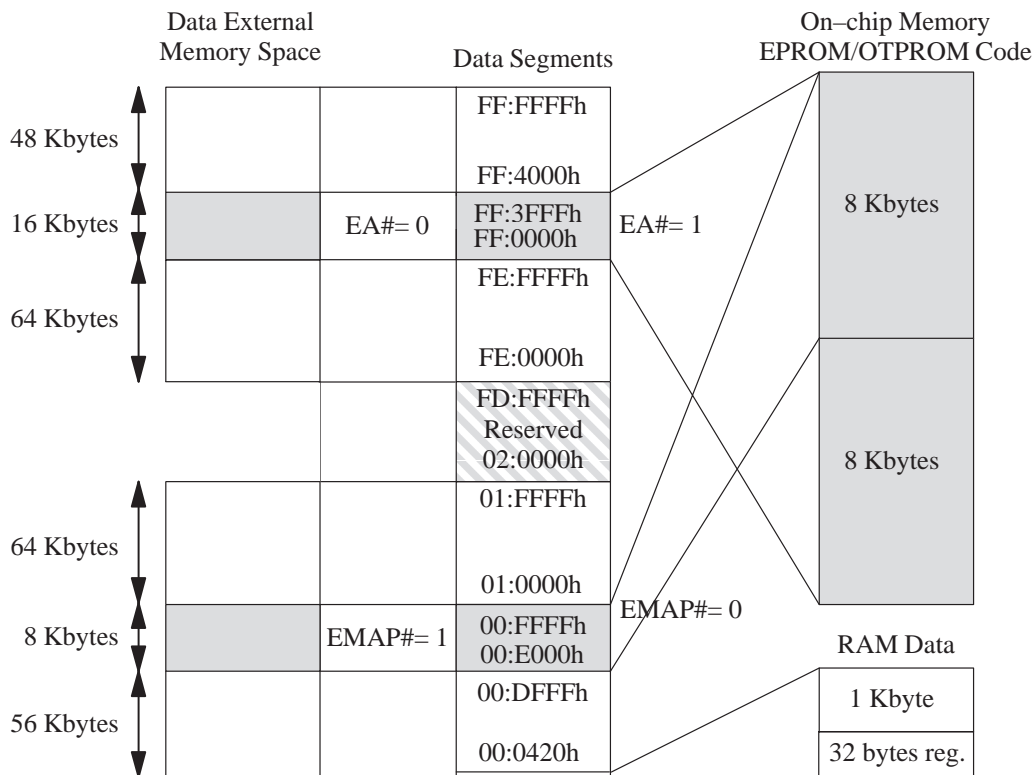 Data External
Memory Space
Data Segments
On–chip Memory
EPROM/OTPROM Code
48 Kbytes
FF:FFFFh
FF:4000h
16 Kbytes
EA#= 0
FF:3FFFh
FF:0000h
EA#= 1
8 Kbytes
64 Kbytes
FE:FFFFh
FE:0000h
FD:FFFFh
Reserved
02:0000h
8 Kbytes
64 Kbytes
01:FFFFh
01:0000h
8 Kbytes
EMAP#= 1
00:FFFFh
00:E000h
EMAP#= 0
RAM Data
56 Kbytes
00:DFFFh
00:0420h
1 Kbyte
32 bytes reg.